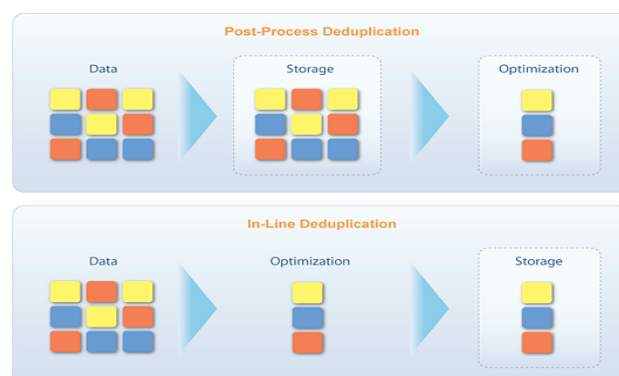 Post-Process Deduplication
Data
Storage
Optimization
In-Line Deduplication
Data
Optimization
Storage